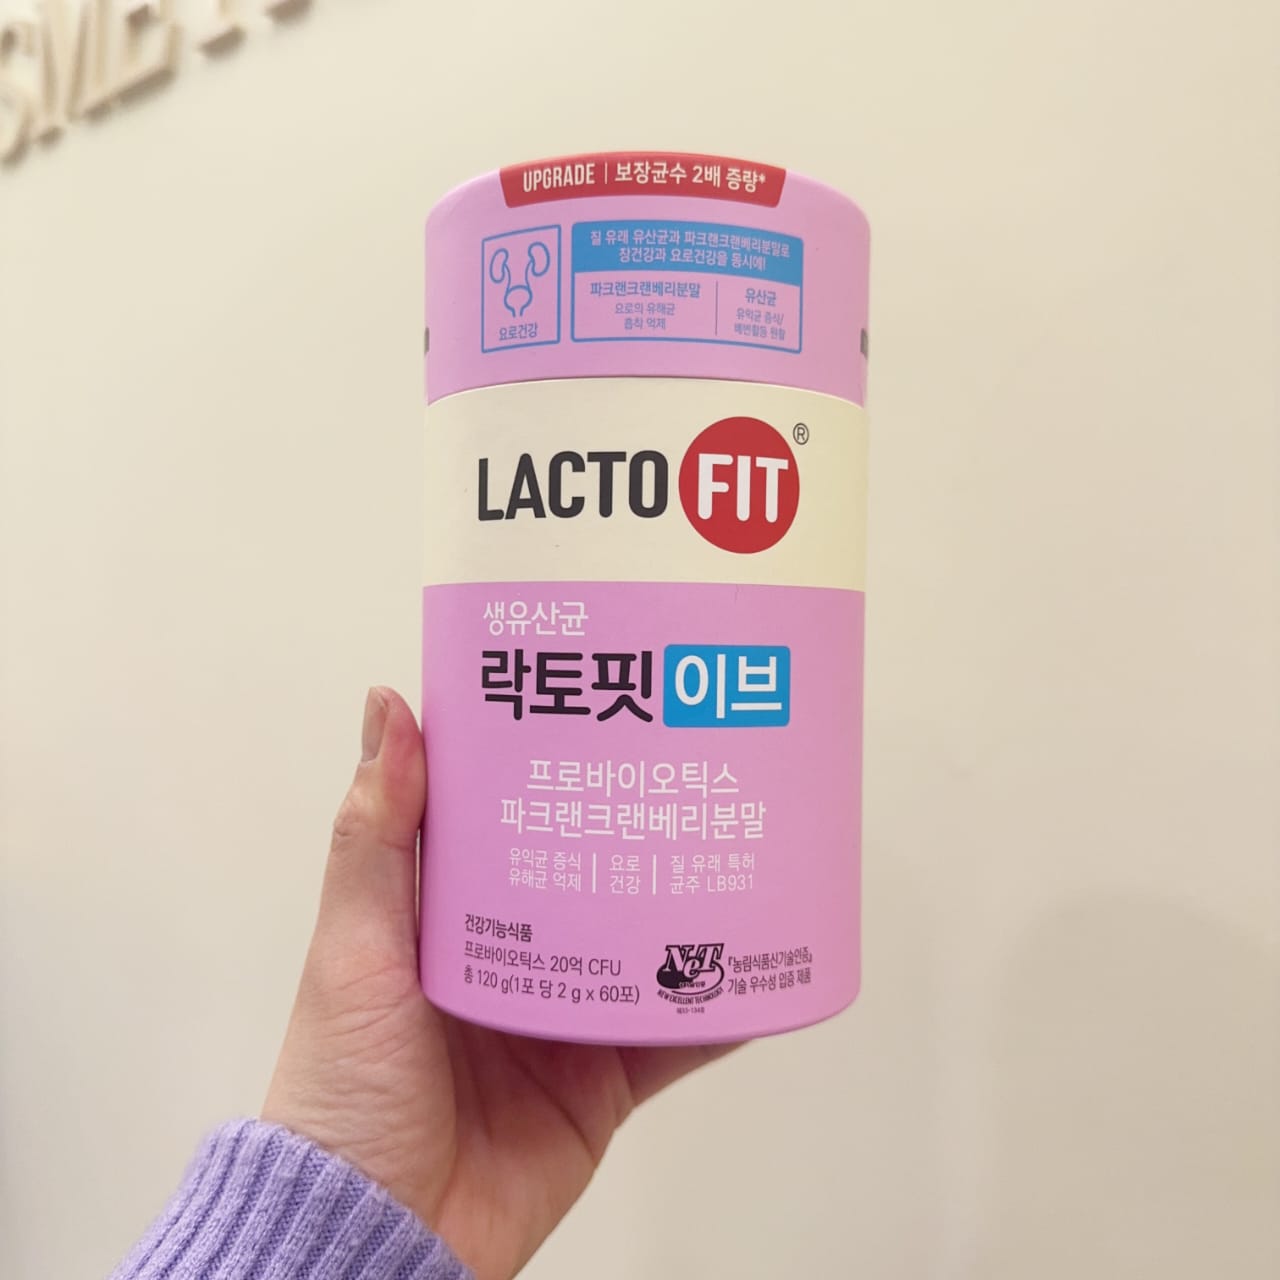 UPGRADE | 보장균수 2배 증량*
질 유래 유산균과 파크랜크랜베리분말로
장건강과 요로건강을 동시에!
요로건강
파크랜크랜베리분말
요로의 유해균
흡착 억제
유산균
유익균 증식/
배변활동 원활
LACTO FIT®
생유산균
락토핏 이브
프로바이오틱스
파크랜크랜베리분말
유익균 증식
유해균 억제
요로
건강
질 유래 특허
균주 LB931
건강기능식품
프로바이오틱스 20억 CFU
총 120 g(1포 당 2 g x 60포)
NeT
NEW EXCELLENT TECHNOLOGY
『농림식품신기술인증』
기술 우수성 입증 제품